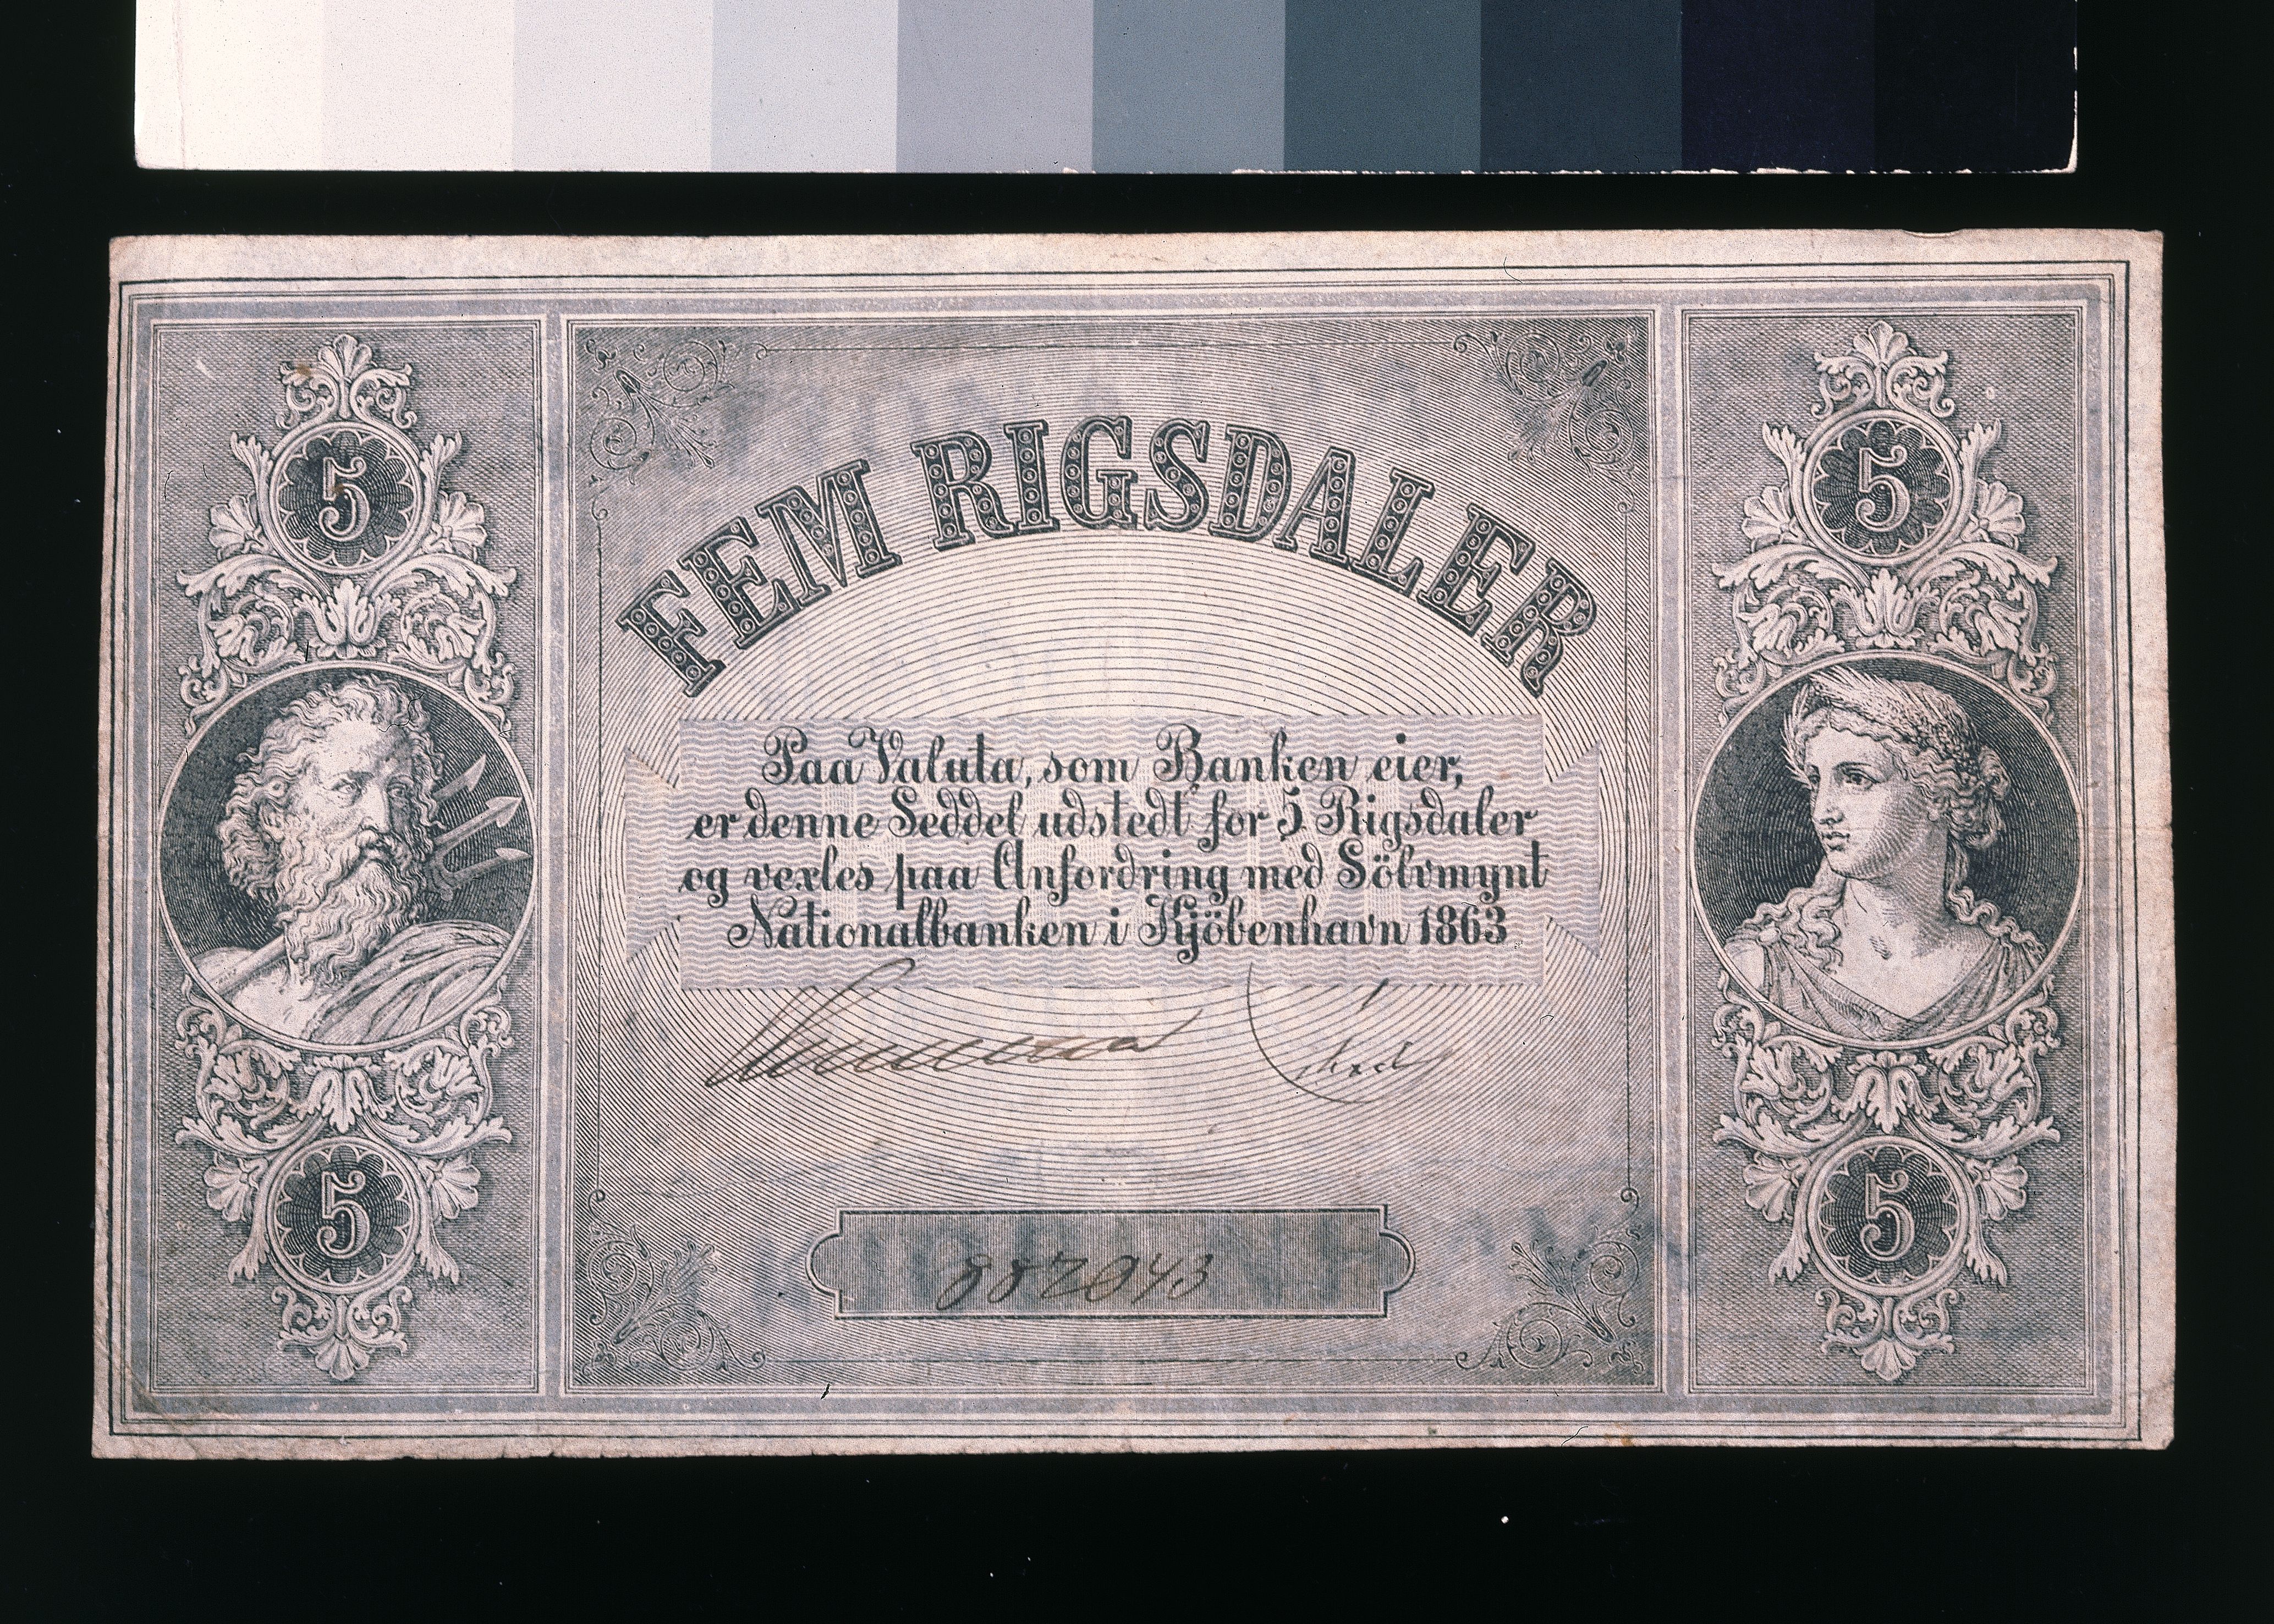 5
5
FEM RIGSDALER
Paa Valuta, som Banken eier,
er denne Seddel udstedt for 5 Rigsdaler
og vexles paa Anfordring med Sölvmynt
Nationalbanken i Kjöbenhavn 1863
5
882043
5